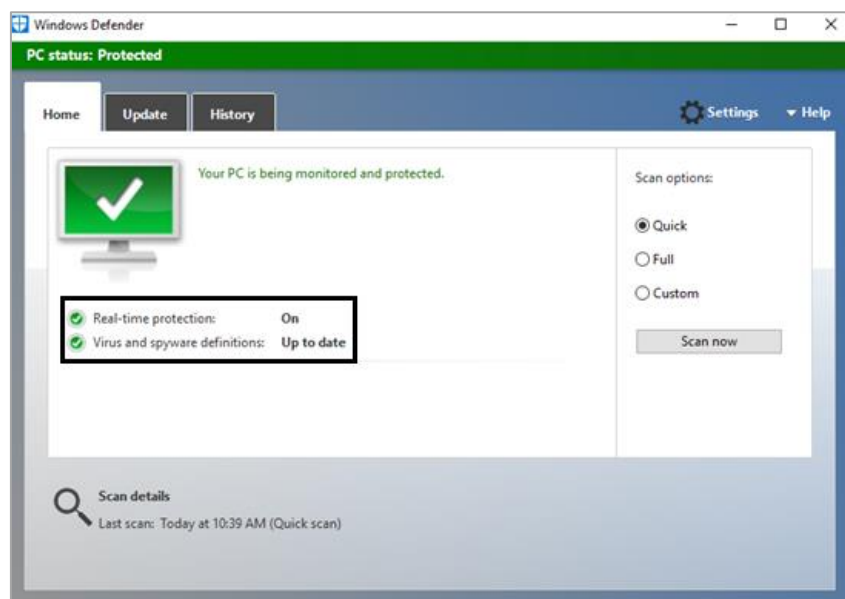 Windows Defender
PC status: Protected
Home
Update
History
Settings
Help
Your PC is being monitored and protected.
Real-time protection: On
Virus and spyware definitions: Up to date
Scan options:
Quick
Full
Custom
Scan now
Scan details
Last scan: Today at 10:39 AM (Quick scan)